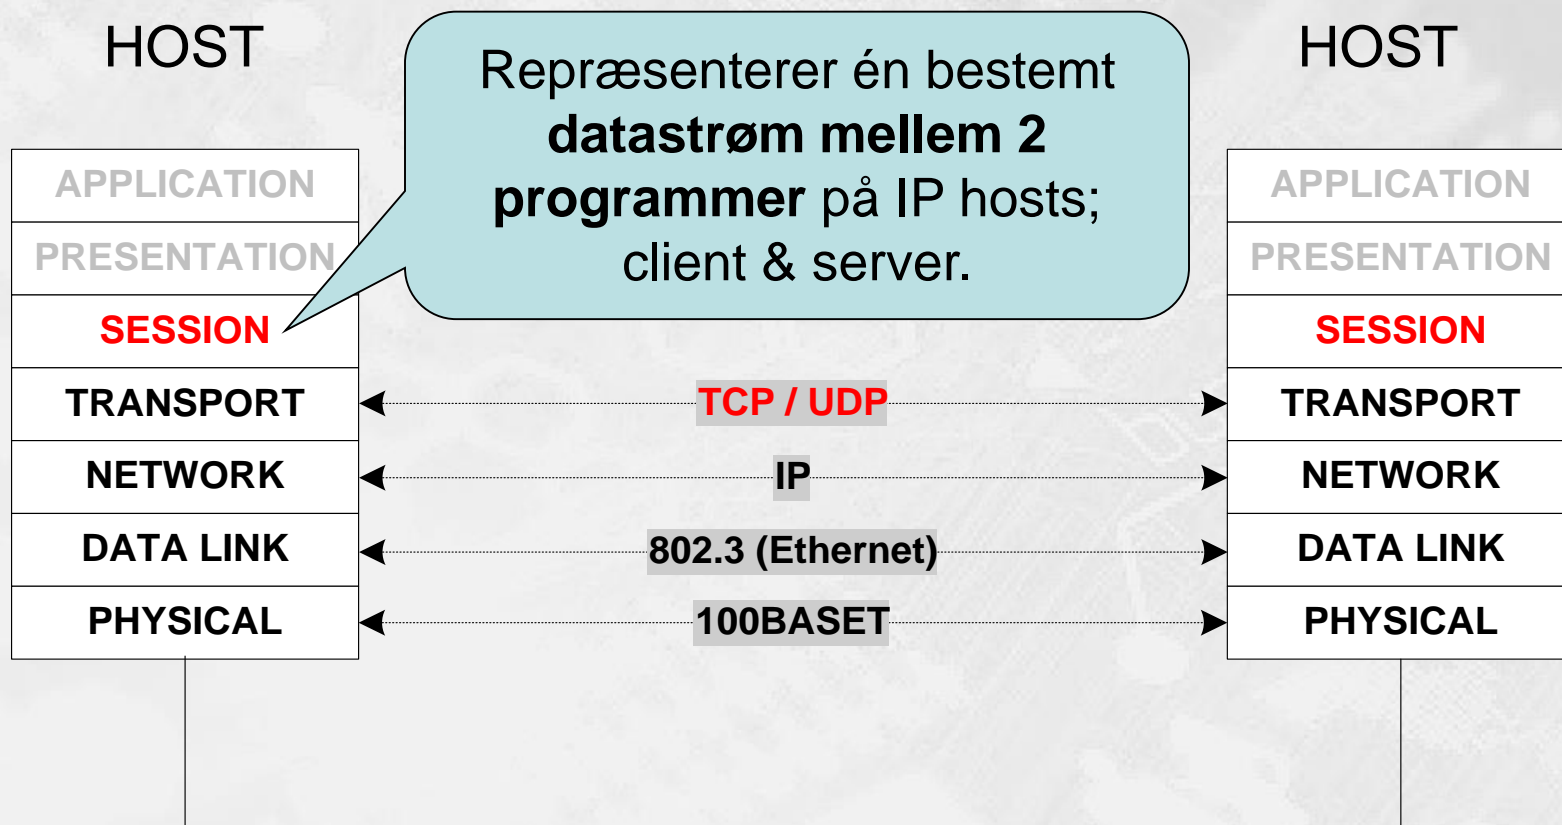 HOST
Repræsenterer én bestemt
datastrøm mellem 2
programmer på IP hosts;
client & server.
HOST
APPLICATION
PRESENTATION
SESSION
TRANSPORT
NETWORK
DATA LINK
PHYSICAL
TCP / UDP
IP
802.3 (Ethernet)
100BASET
APPLICATION
PRESENTATION
SESSION
TRANSPORT
NETWORK
DATA LINK
PHYSICAL